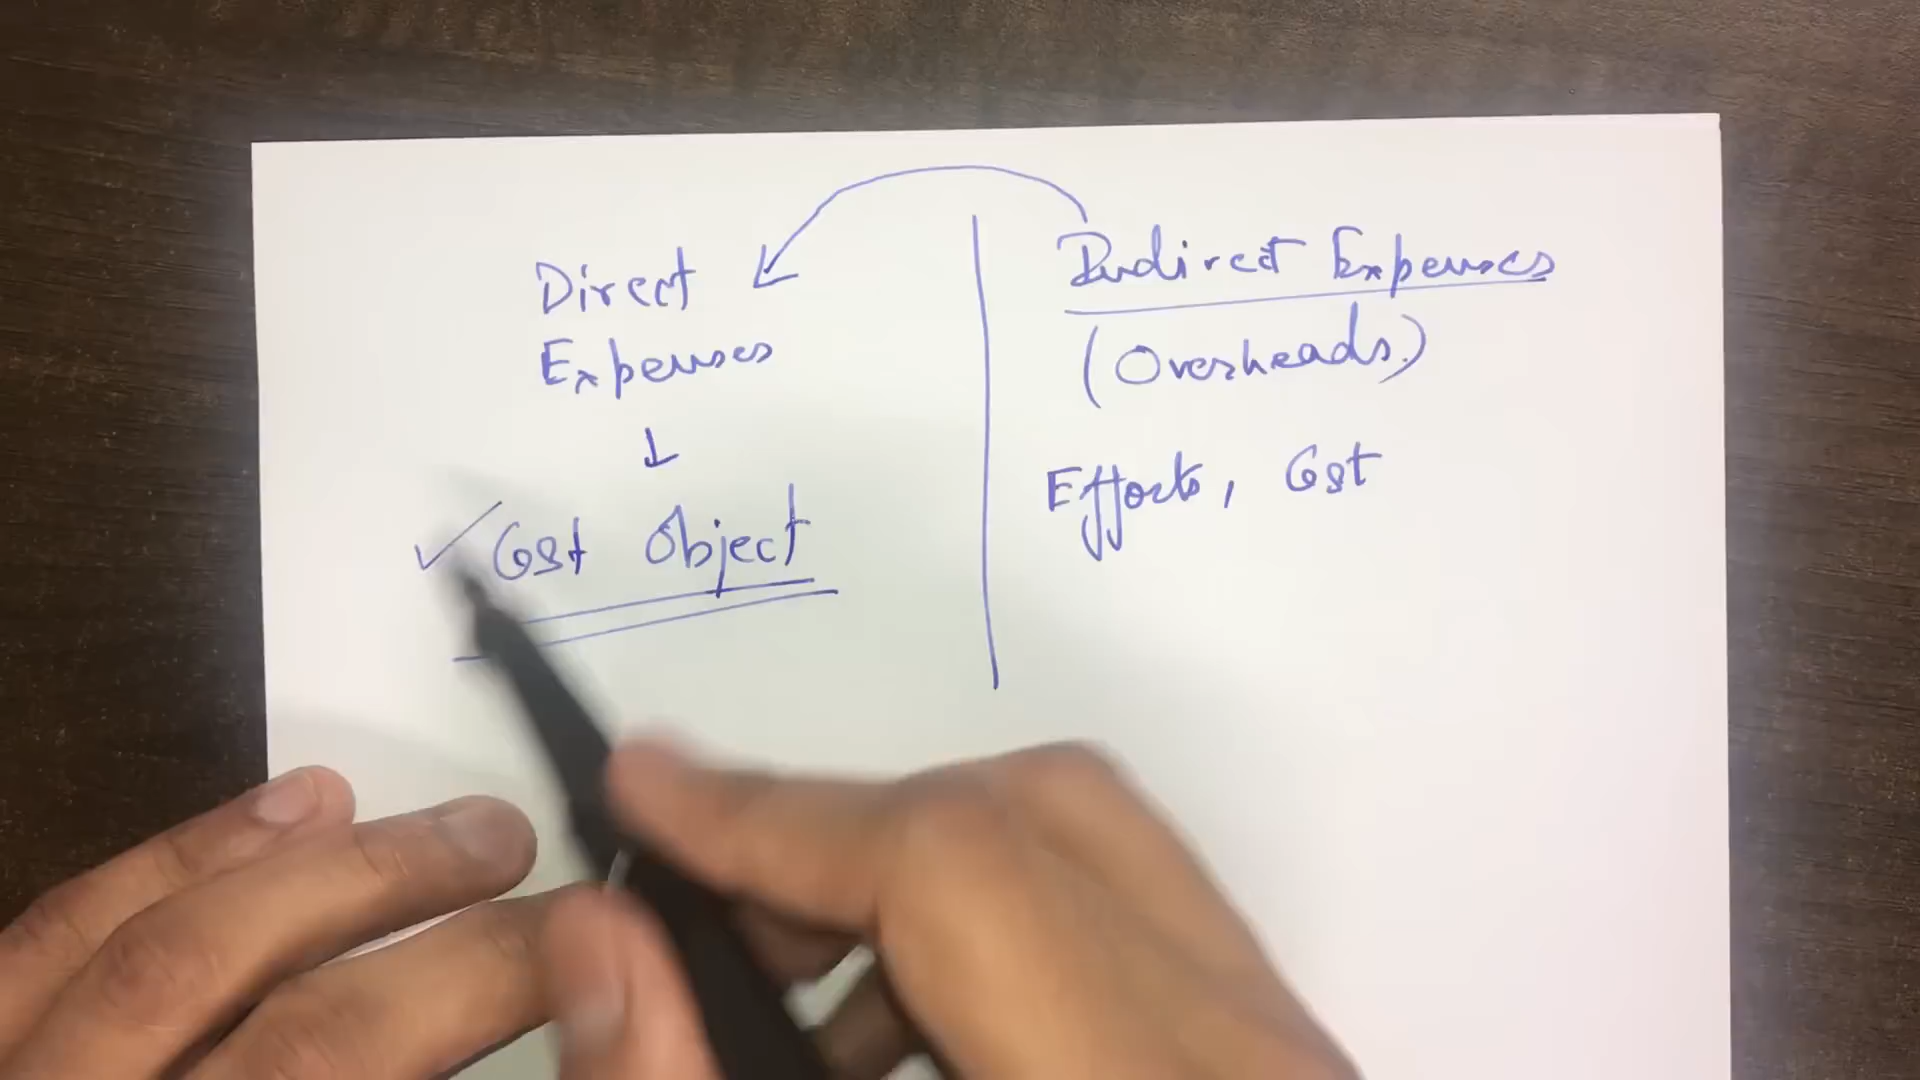 Direct
Expenses
Cost Object
Indirect Expenses
(Overheads)
Efforts, Cost